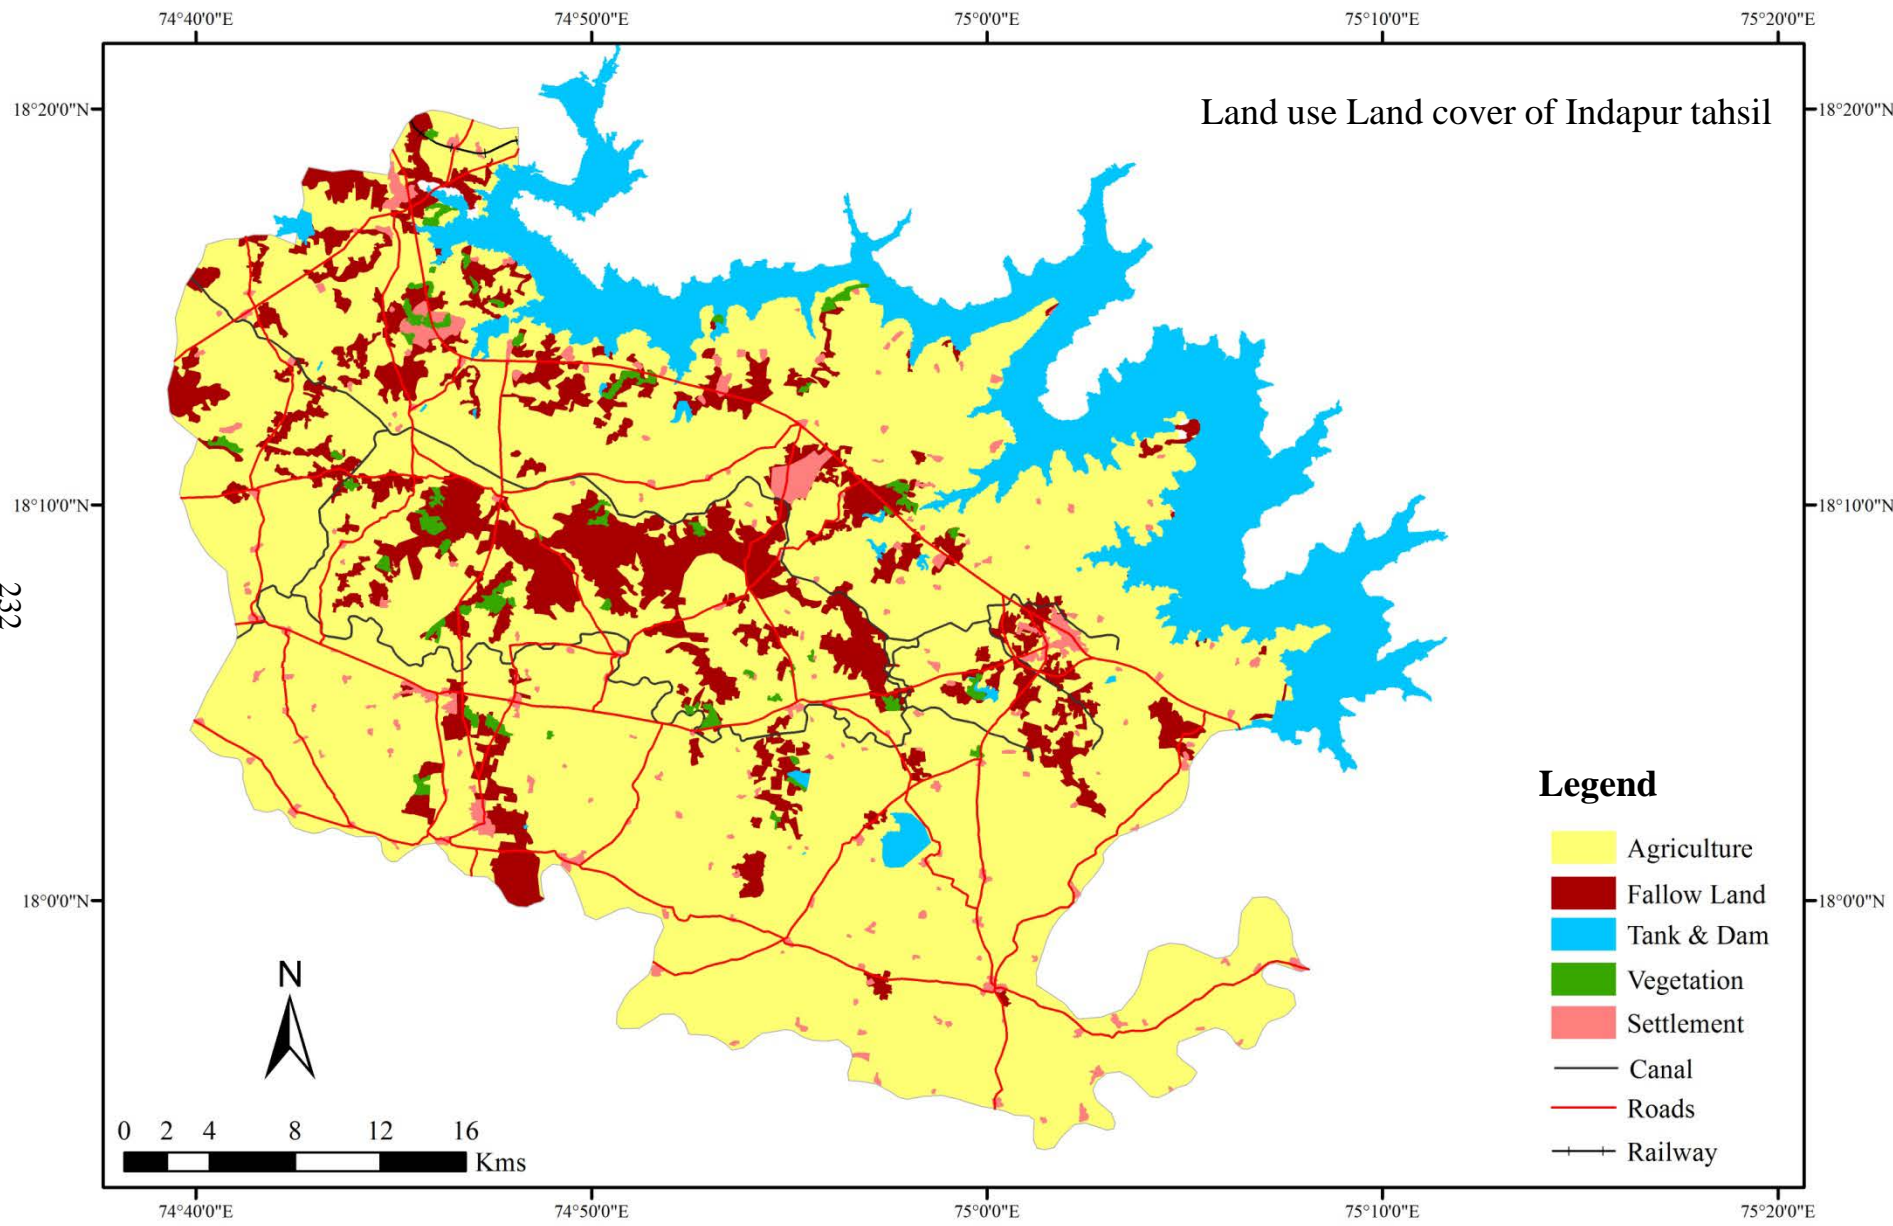 74°40'0"E 74°50'0"E 75°0'0"E 75°10'0"E 75°20'0"E
18°20'0"N 18°20'0"N
Land use Land cover of Indapur tahsil
18°10'0"N 18°10'0"N
232
Legend
Agriculture
Fallow Land
18°0'0"N 18°0'0"N
Tank & Dam
Vegetation
Settlement
Canal
Roads
Railway
N
0 2 4 8 12 16
Kms
74°40'0"E 74°50'0"E 75°0'0"E 75°10'0"E 75°20'0"E